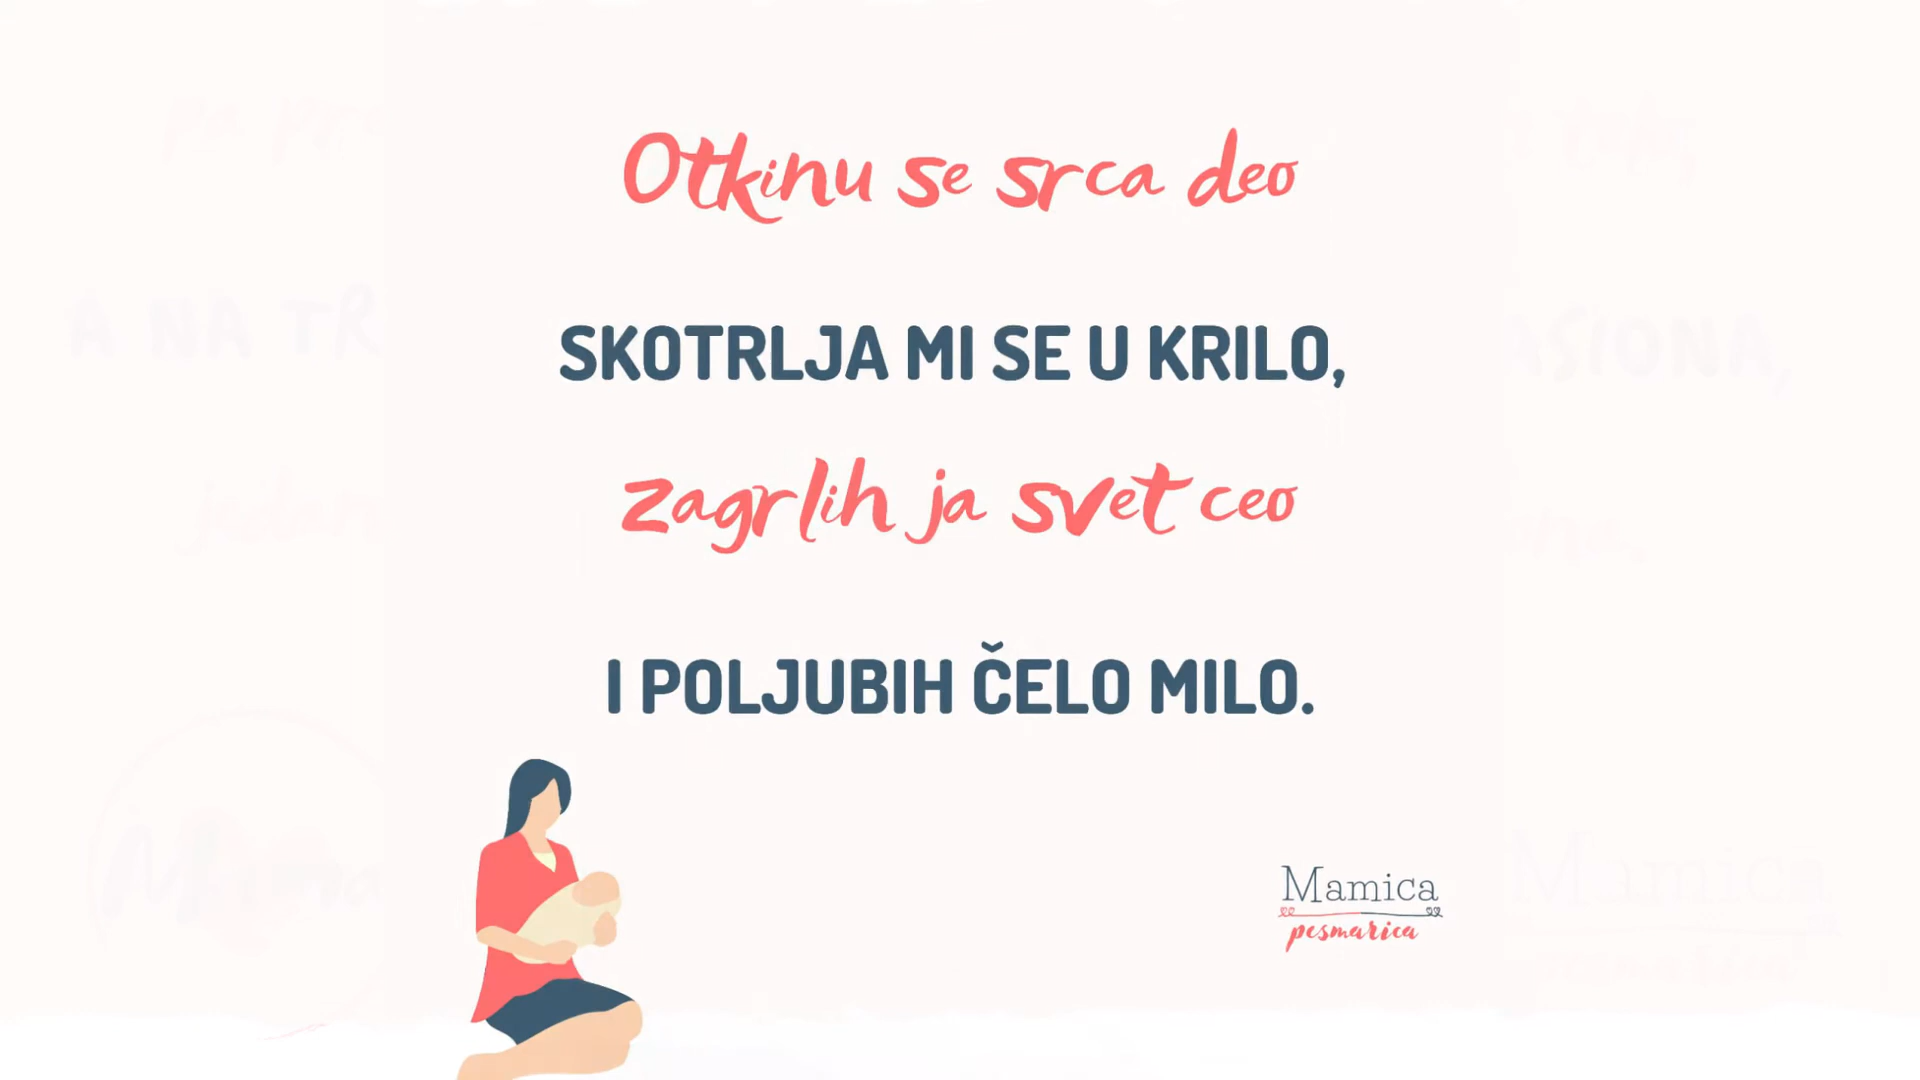 Otkinu se srca deo
SKOTRLJA MI SE U KRILO,
zagrlih ja svet ceo
I POLJUBIH ČELO MILO.
Mamica
pesmarica